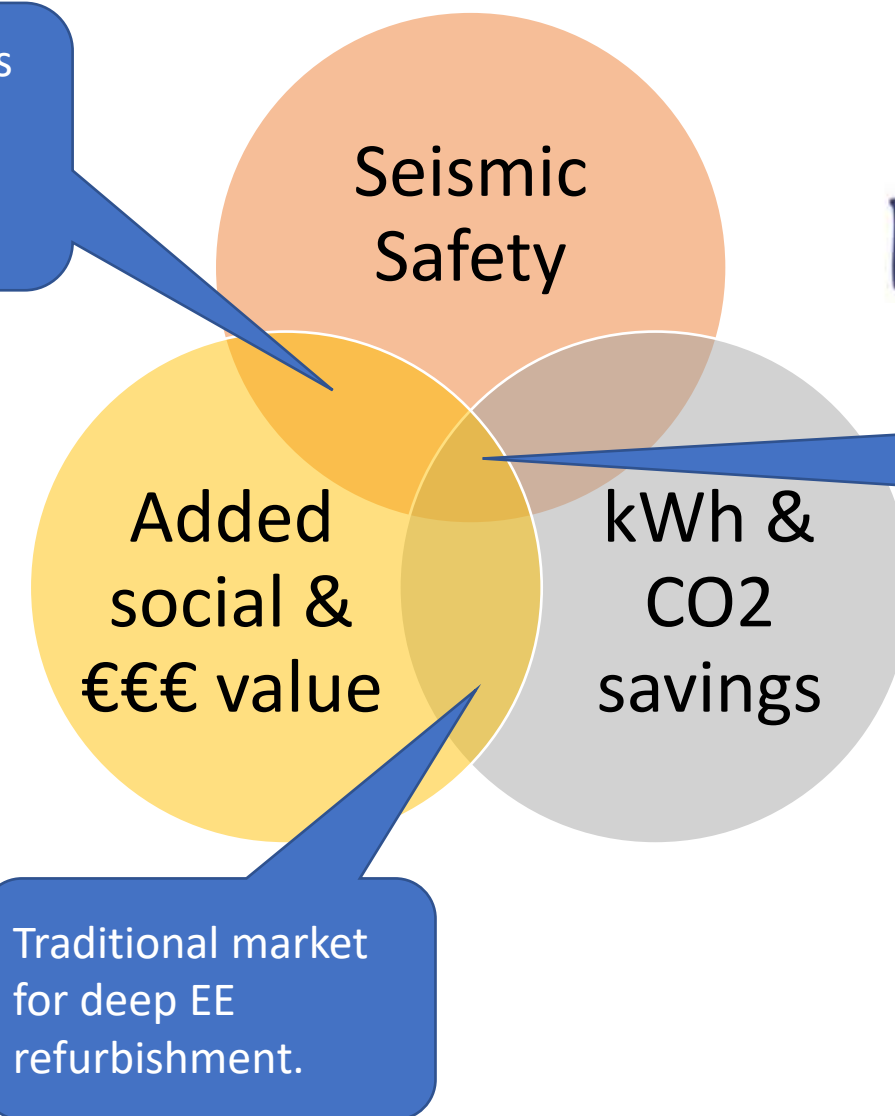 Seismic
Safety
Added
social &
€€€ value
kWh &
CO2
savings
Traditional market
for deep EE
refurbishment.